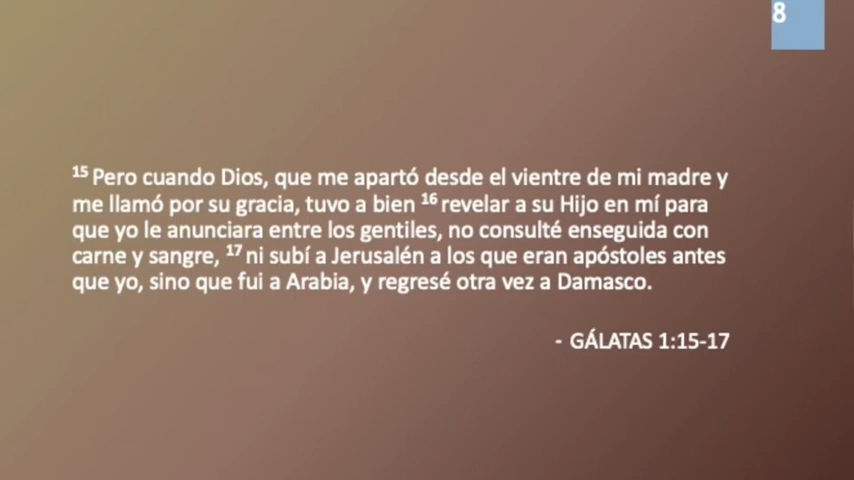 8
15 Pero cuando Dios, que me apartó desde el vientre de mi madre y
me llamó por su gracia, tuvo a bien 16 revelar a su Hijo en mí para
que yo le anunciara entre los gentiles, no consulté enseguida con
carne y sangre, 17 ni subí a Jerusalén a los que eran apóstoles antes
que yo, sino que fui a Arabia, y regresé otra vez a Damasco.
- GÁLATAS 1:15-17